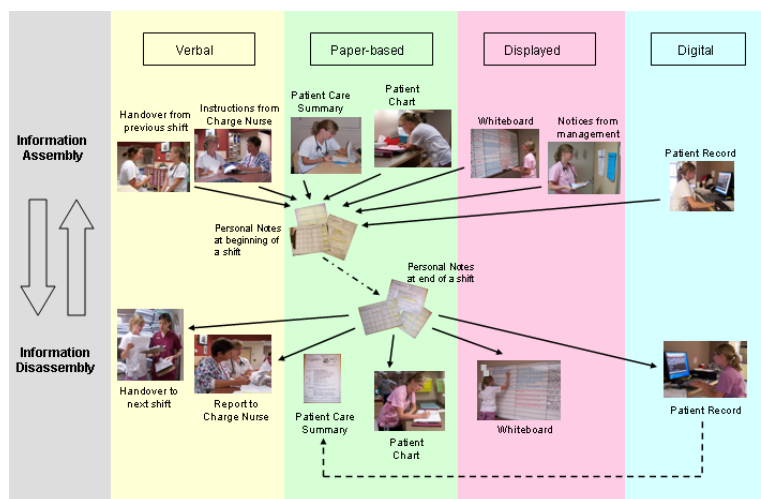 Verbal
Paper-based
Displayed
Digital
Information
Assembly
Handover from
previous shift
Instructions from
Charge Nurse
Patient Care
Summary
Patient
Chart
Whiteboard
Notices from
management
Patient Record
Personal Notes
at beginning of
a shift
Personal Notes
at end of a shift
Information
Disassembly
Handover to
next shift
Report to
Charge Nurse
Patient Care
Summary
Patient
Chart
Whiteboard
Patient Record